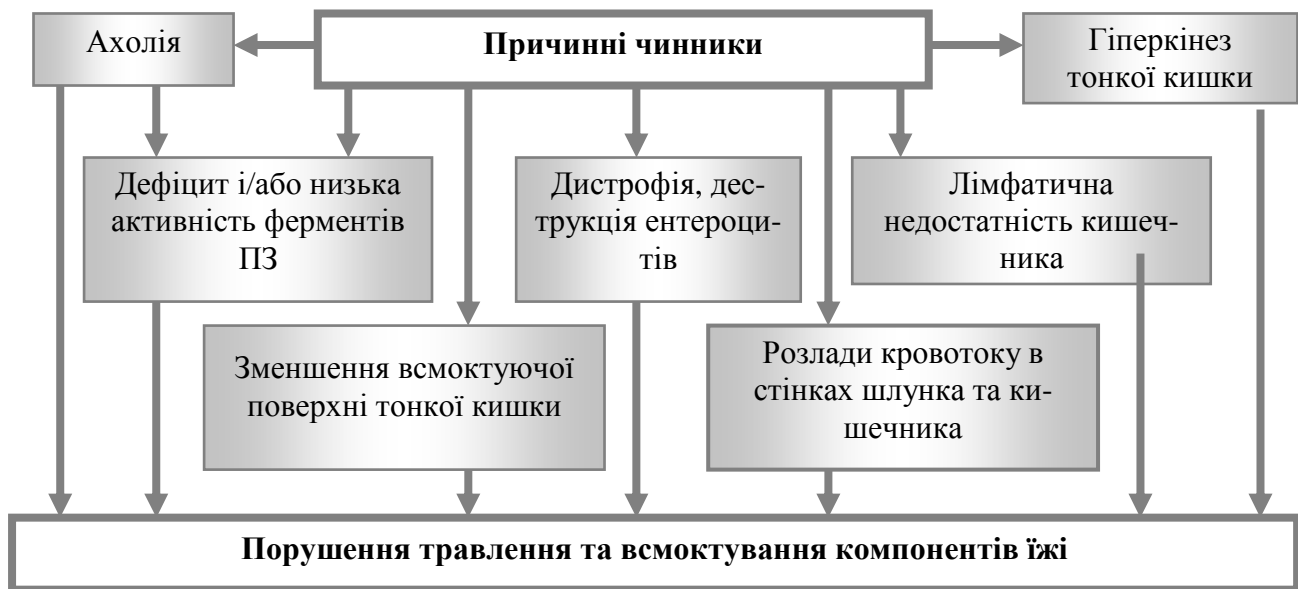 Ахолія
Причинні чинники
Гіперкінез
тонкої кишки
Дефіцит і/або низька
активність ферментів
ПЗ
Дистрофія, дес-
трукція ентероци-
тів
Лімфатична
недостатність кишеч-
ника
Зменшення всмоктуючої
поверхні тонкої кишки
Розлади кровотоку в
стінках шлунка та ки-
шечника
Порушення травлення та всмоктування компонентів їжі